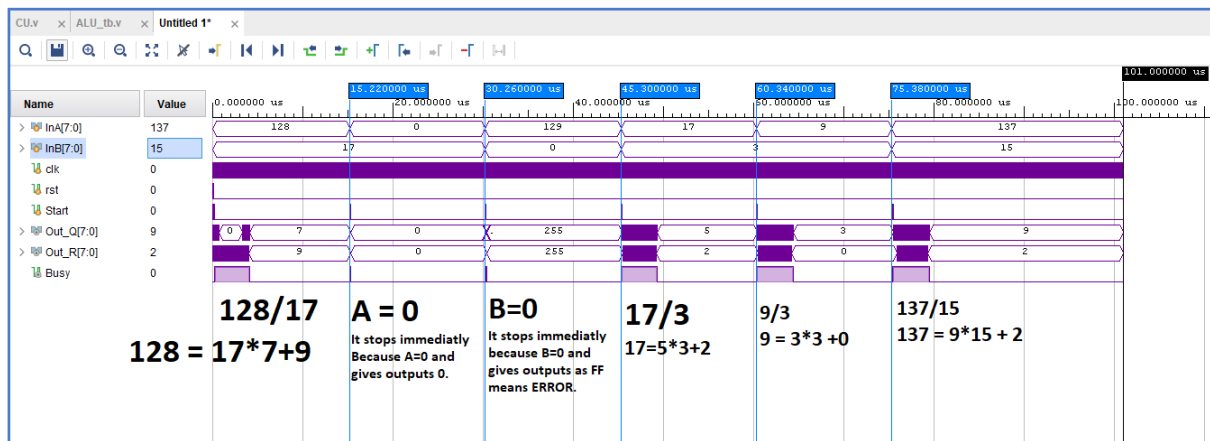 CU.v × ALU_tb.v × Untitled 1* ×
101.000000 us
15.220000 us 30.260000 us 45.300000 us 60.340000 us 75.380000 us
Name Value 0.000000 us 20.000000 us 40.000000 us 60.000000 us 80.000000 us 100.000000 us
InA[7:0] 137 128 0 129 17 9 137
InB[7:0] 15 17 0 3 15
clk 0
rst 0
Start 0
Out_Q[7:0] 9 0 7 0 . 255 5 3 9
Out_R[7:0] 2 9 0 255 2 0 2
Busy 0
128/17
128 = 17*7+9
A = 0
It stops immediatly
Because A=0 and
gives outputs 0.
B=0
It stops immediatly
because B=0 and
gives outputs as FF
means ERROR.
17/3
17=5*3+2
9/3
9 = 3*3 +0
137/15
137 = 9*15 + 2